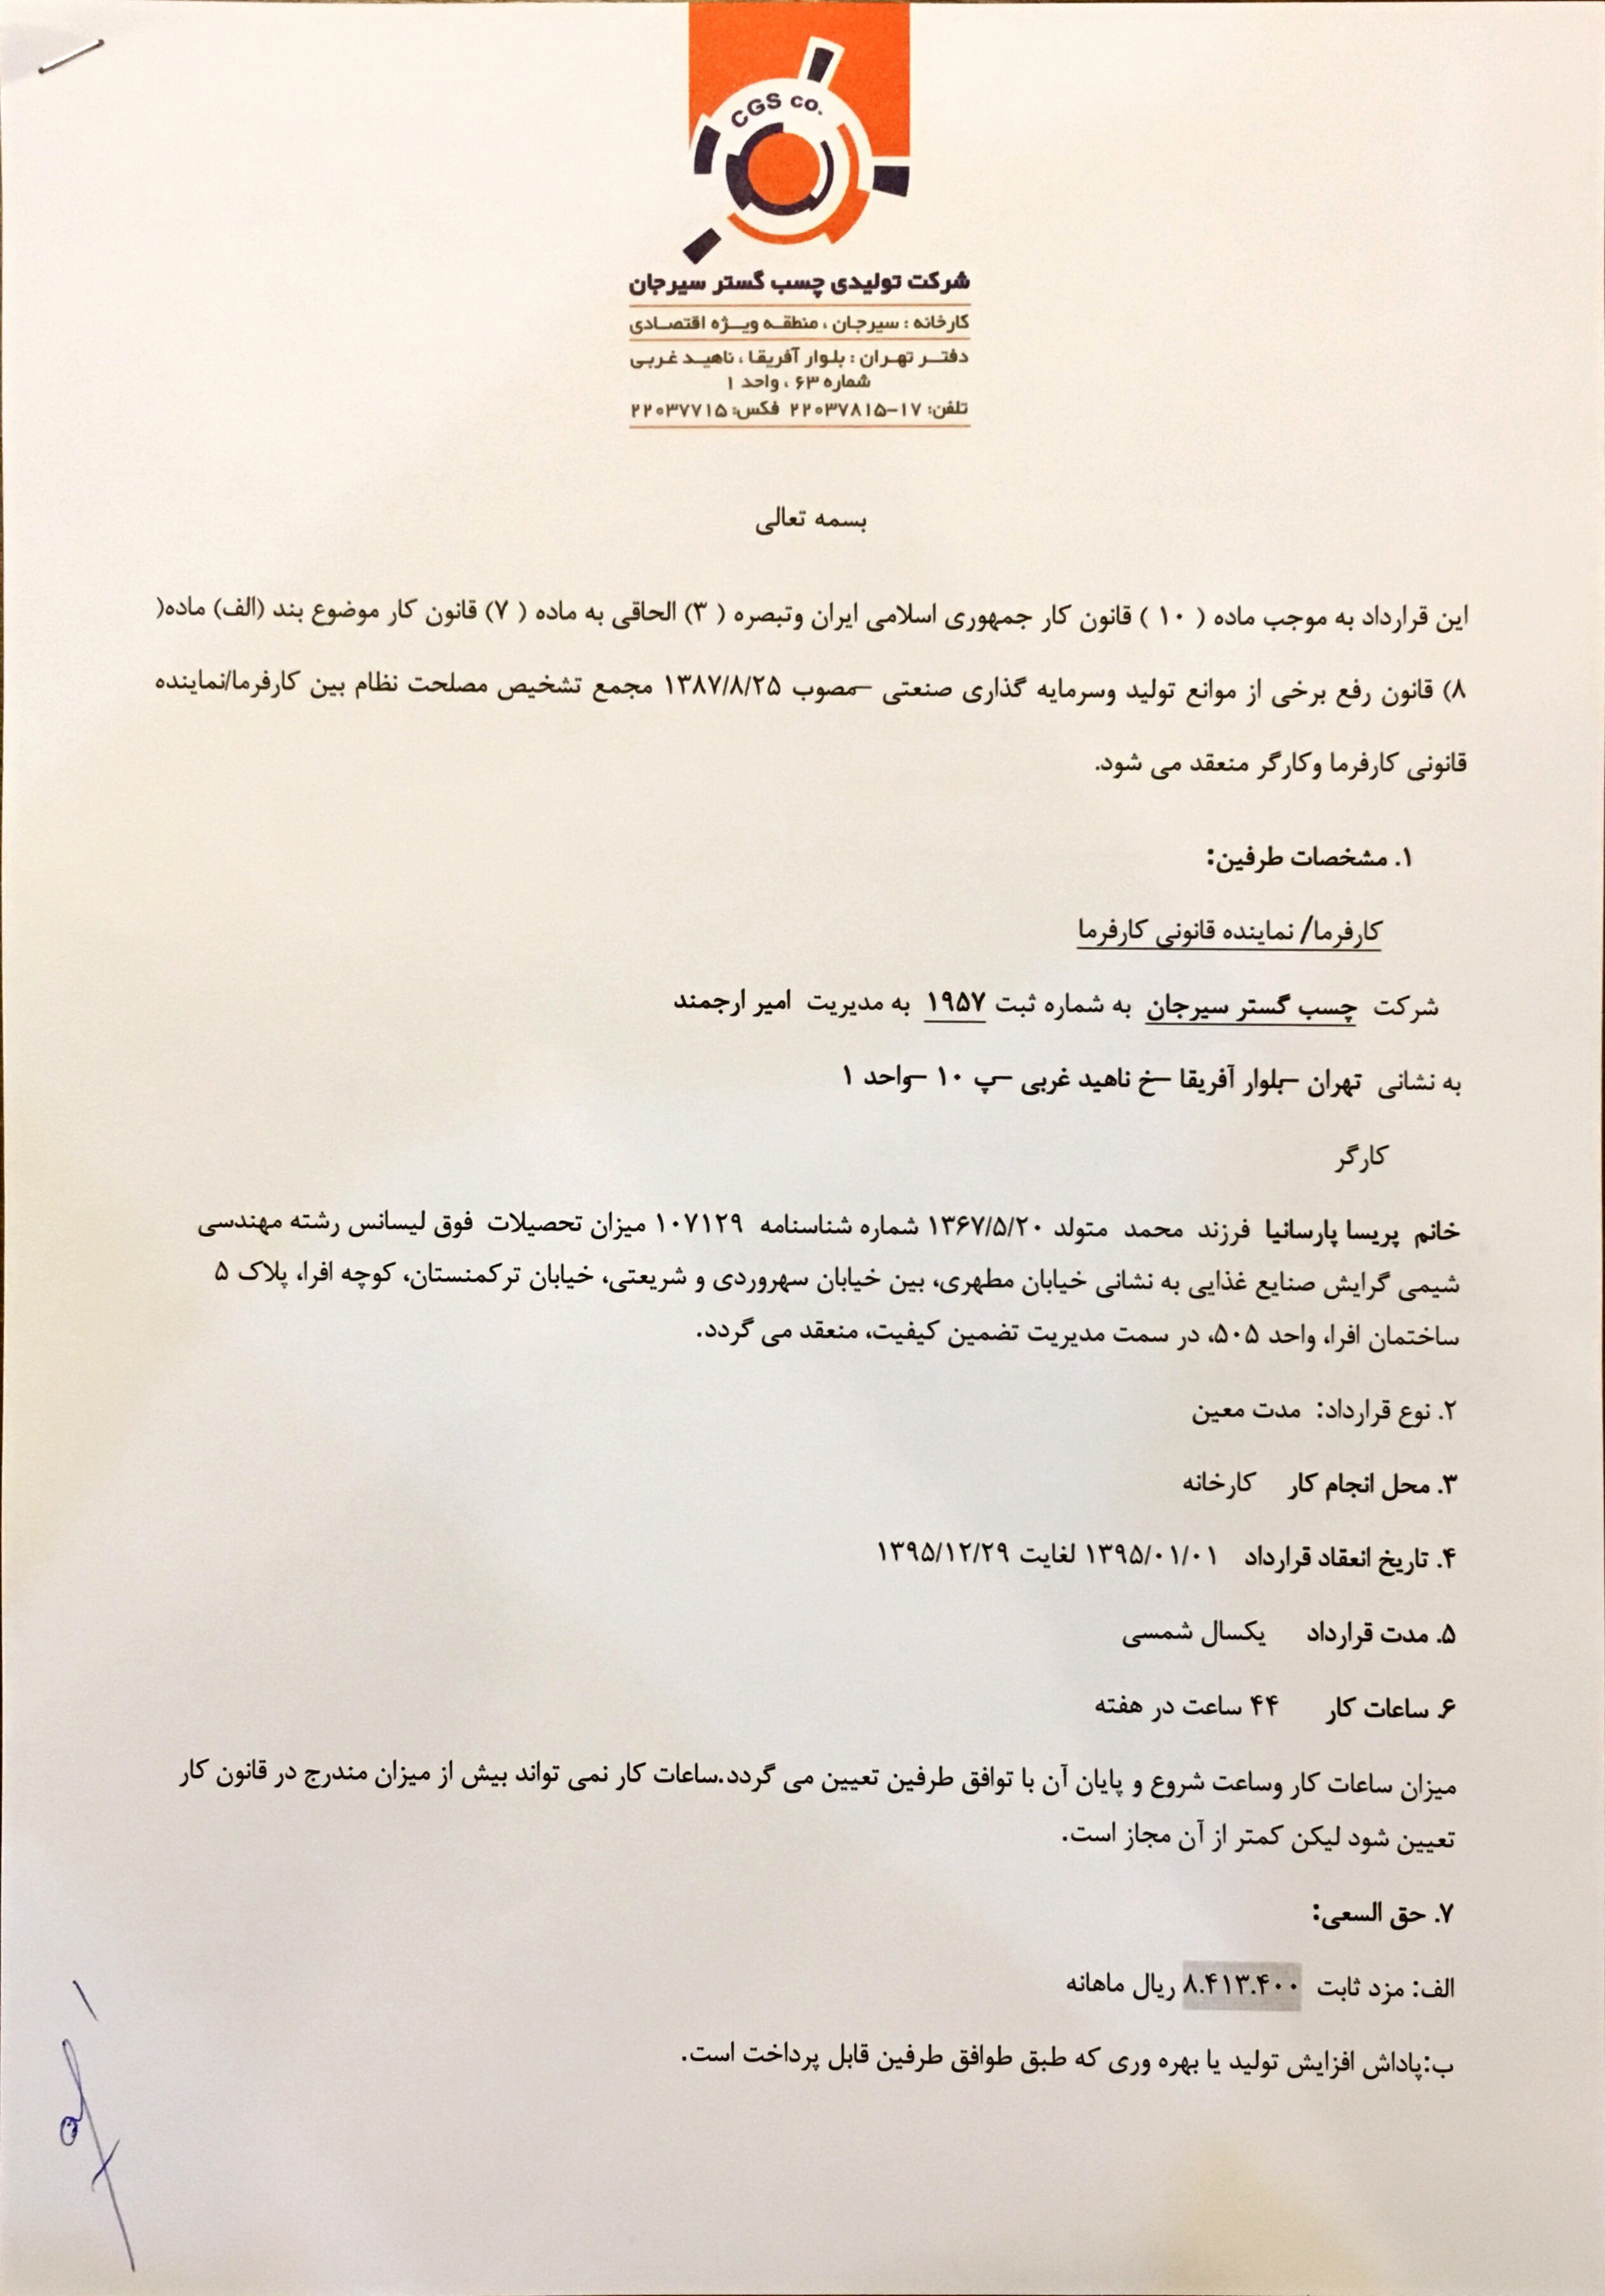 CGS co.
شرکت تولیدی چسب گستر سیرجان
کارخانه : سیرجان ، منطقه ویژه اقتصادی
دفتر تهران : بلوار آفریقا ، ناهید غربی
شماره ۶۳ ، واحد ۱
تلفن: ۱۷-۲۲۰۳۷۸۱۵ فکس: ۲۲۰۳۷۷۱۵
بسمه تعالی
این قرارداد به موجب ماده ( ۱۰ ) قانون کار جمهوری اسلامی ایران وتبصره ( ۳) الحاقی به ماده ( ۷) قانون کار موضوع بند (الف) ماده(
۸) قانون رفع برخی از موانع تولید وسرمایه گذاری صنعتی –مصوب ۱۳۸۷/۸/۲۵ مجمع تشخیص مصلحت نظام بین کارفرما/نماینده
قانونی کارفرما وکارگر منعقد می شود.
۱. مشخصات طرفین:
کارفرما/ نماینده قانونی کارفرما
شرکت چسب گستر سیرجان به شماره ثبت ۱۹۵۷ به مدیریت امیر ارجمند
به نشانی تهران –بلوار آفریقا –خ ناهید غربی –پ ۱۰ –واحد ۱
کارگر
خانم پریسا پارسانیا فرزند محمد متولد ۱۳۶۷/۵/۲۰ شماره شناسنامه ۱۰۷۱۲۹ میزان تحصیلات فوق لیسانس رشته مهندسی
شیمی گرایش صنایع غذایی به نشانی خیابان مطهری، بین خیابان سهروردی و شریعتی، خیابان ترکمنستان، کوچه افرا، پلاک ۵
ساختمان افرا، واحد ۵۰۵، در سمت مدیریت تضمین کیفیت، منعقد می گردد.
۲. نوع قرارداد: مدت معین
۳. محل انجام کار کارخانه
۴. تاریخ انعقاد قرارداد ۱۳۹۵/۰۱/۰۱ لغایت ۱۳۹۵/۱۲/۲۹
۵. مدت قرارداد یکسال شمسی
۶. ساعات کار ۴۴ ساعت در هفته
میزان ساعات کار وساعت شروع و پایان آن با توافق طرفین تعیین می گردد.ساعات کار نمی تواند بیش از میزان مندرج در قانون کار
تعیین شود لیکن کمتر از آن مجاز است.
۷. حق السعی:
الف: مزد ثابت ۸.۴۱۳.۴۰۰ ریال ماهانه
ب:پاداش افزایش تولید یا بهره وری که طبق طوافق طرفین قابل پرداخت است.